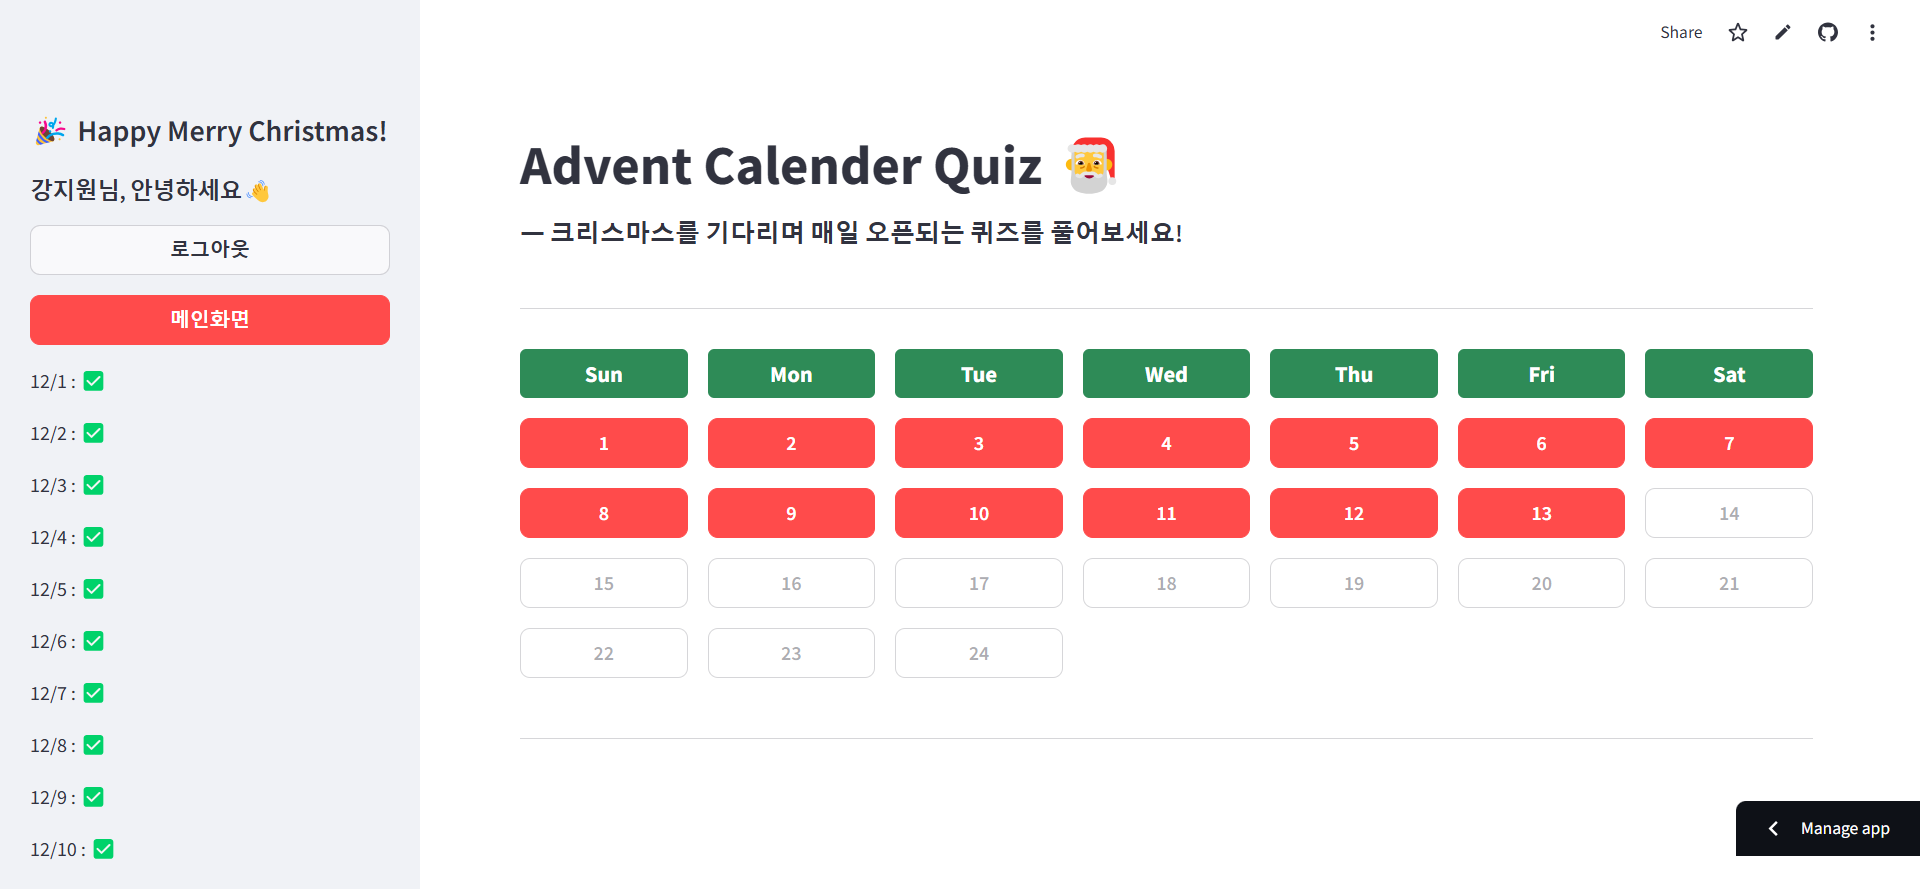 Share
🎉 Happy Merry Christmas!
강지원님, 안녕하세요👋
로그아웃
메인화면
12/1 : ✅
12/2 : ✅
12/3 : ✅
12/4 : ✅
12/5 : ✅
12/6 : ✅
12/7 : ✅
12/8 : ✅
12/9 : ✅
12/10 : ✅
Advent Calender Quiz 🎅
— 크리스마스를 기다리며 매일 오픈되는 퀴즈를 풀어보세요!
Sun Mon Tue Wed Thu Fri Sat
1 2 3 4 5 6 7
8 9 10 11 12 13 14
15 16 17 18 19 20 21
22 23 24
Manage app